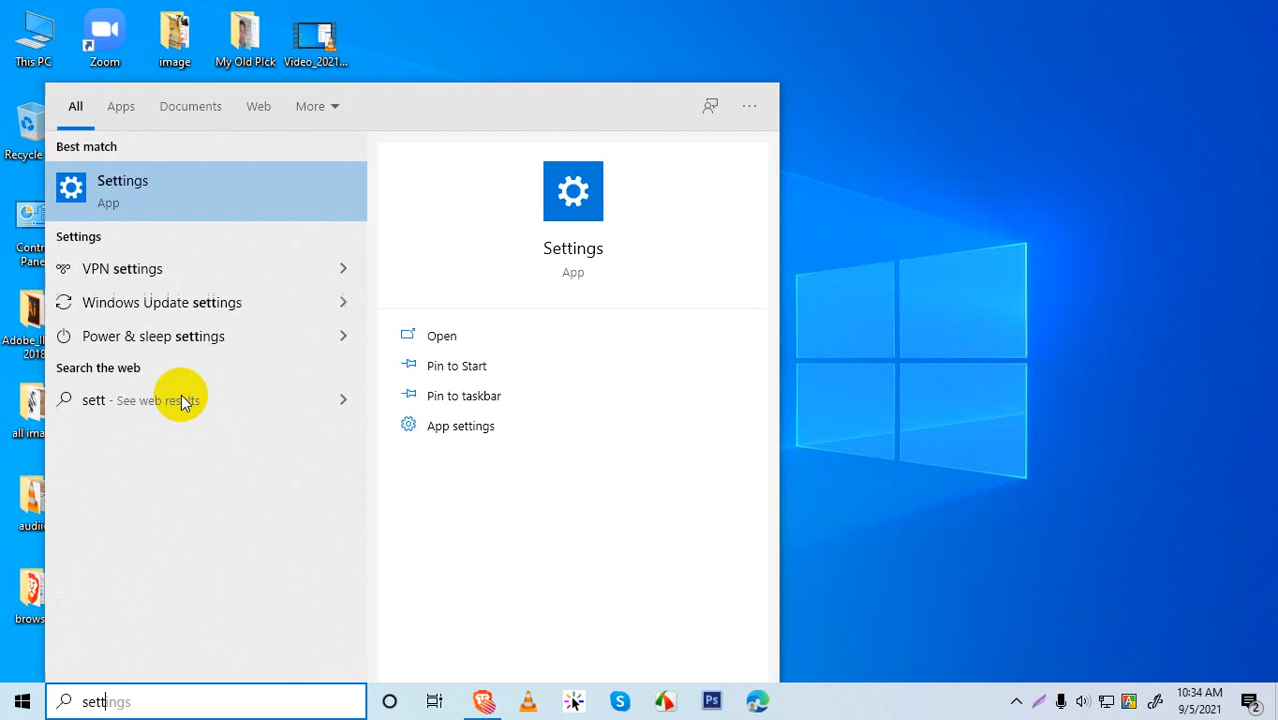 This PC
Zoom
image
My Old PIck
Video_2021...
Recycle
Contr
Pane
Adobe_Il
2018
all ima
audii
brows
All
Apps
Documents
Web
More
Best match
Settings
App
Settings
VPN settings
Windows Update settings
Power & sleep settings
Search the web
sett - See web results
Settings
App
Open
Pin to Start
Pin to taskbar
App settings
settings
Ps
10:34 AM
9/5/2021
2